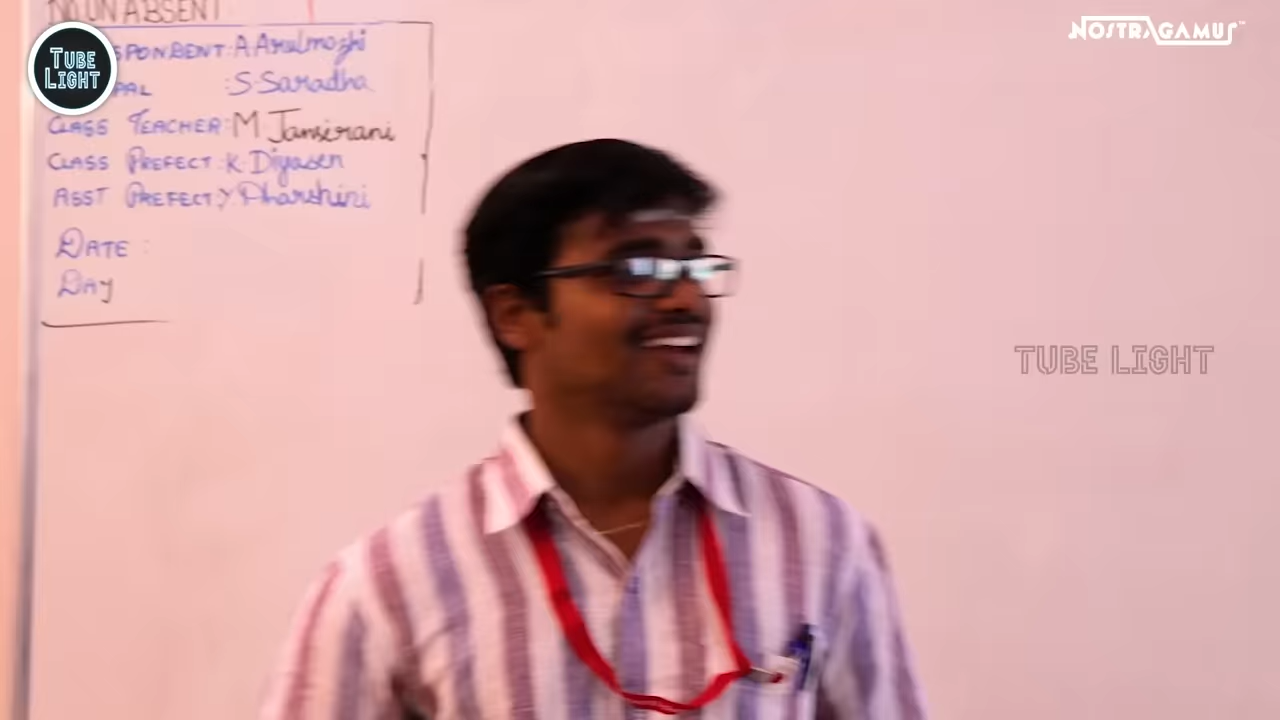 NO.ON ABSENT
TUBE
LIGHT
NOSTRAGAMUS
SPONDENT: A Arulmozhi
PAL : S. Saradha
CLASS TEACHER: M Jansirani
CLASS PREFECT: K. Diyasen
ASST PREFECT: Y Dharshini
DATE :
DAY
TUBE LIGHT